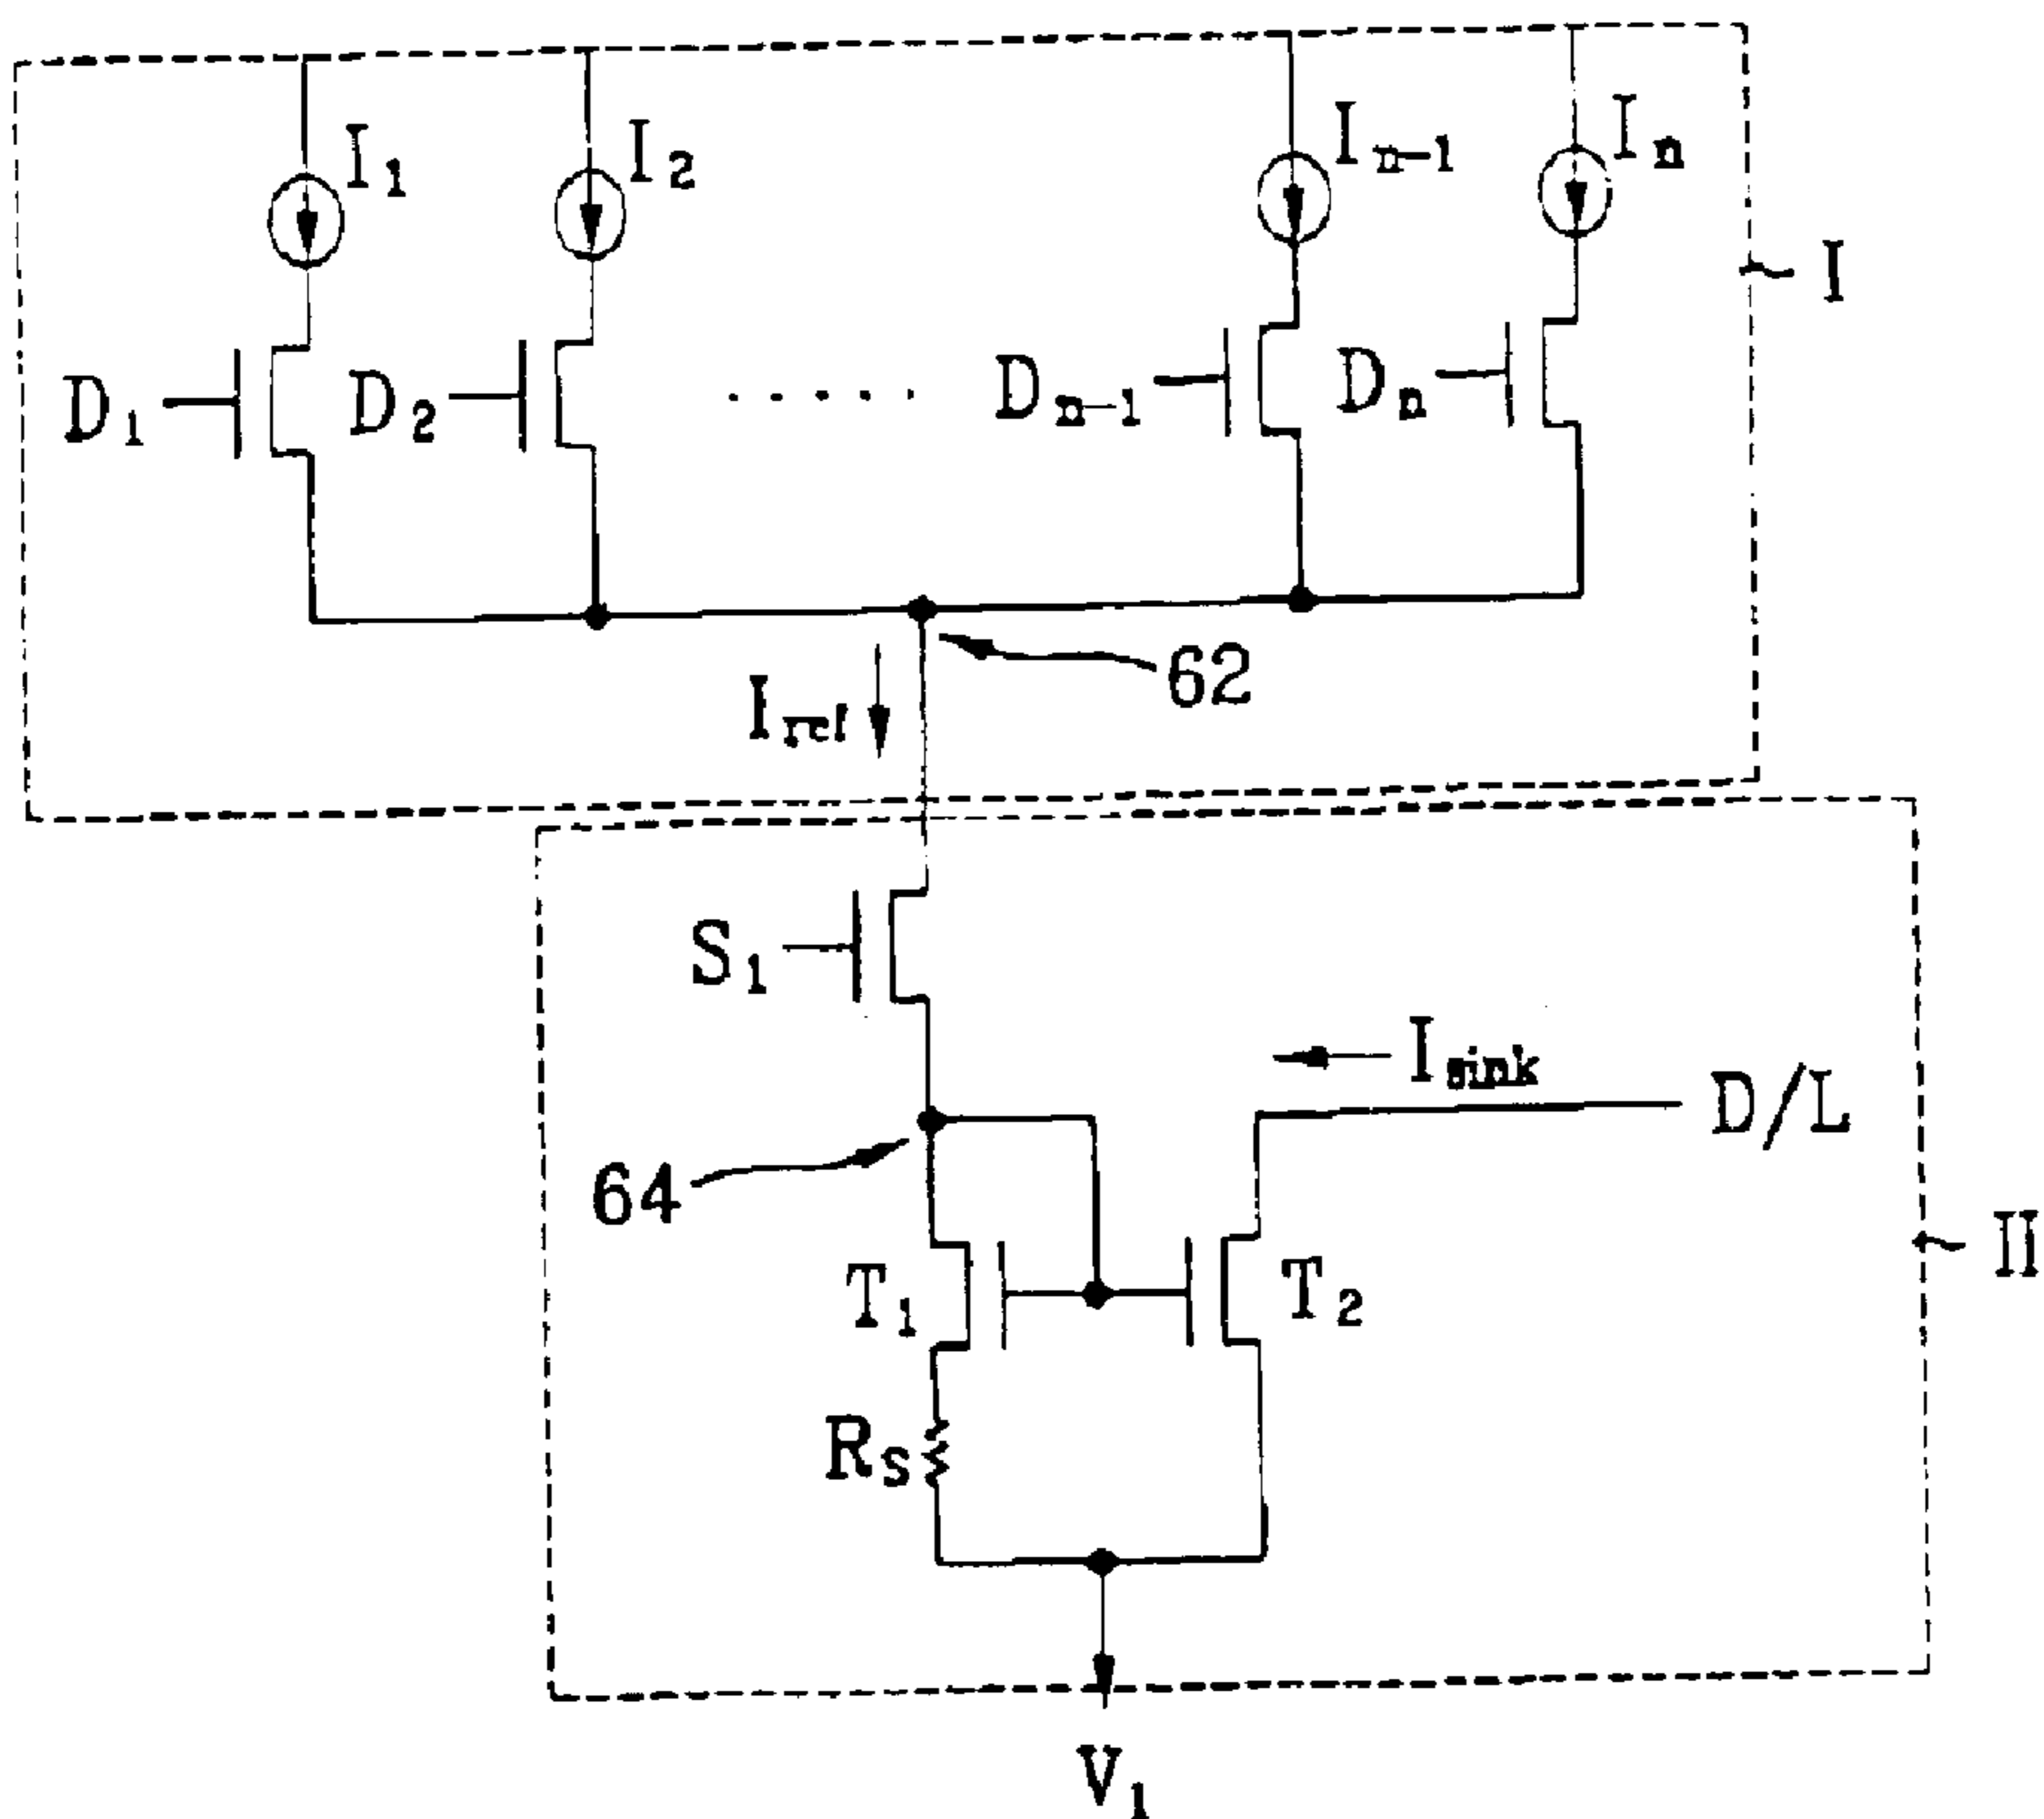 I1
I2
In-1
In
I
D1
D2
.....
Dn-1
Dn
62
Iref
S1
Isink
D/L
64
II
T1
T2
RS
V1